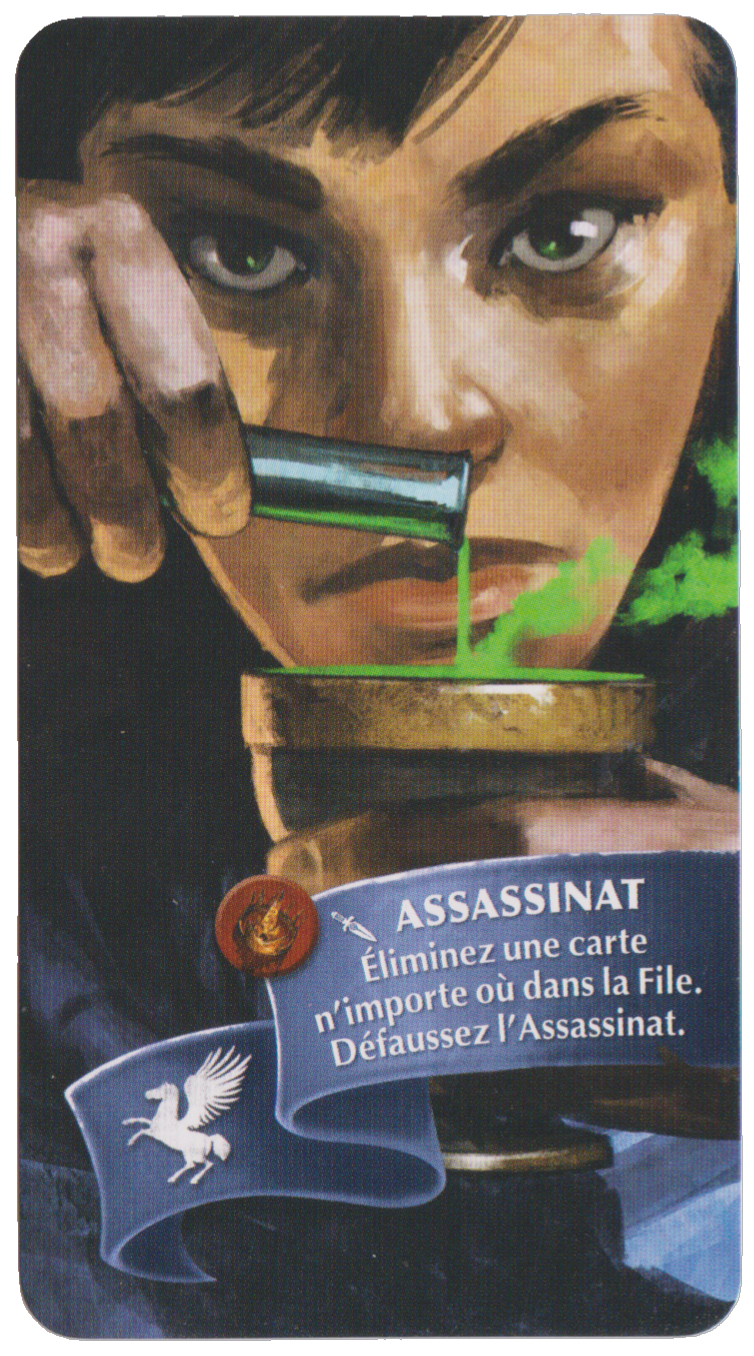 ASSASSINAT
Éliminez une carte
n'importe où dans la File.
Défaussez l'Assassinat.